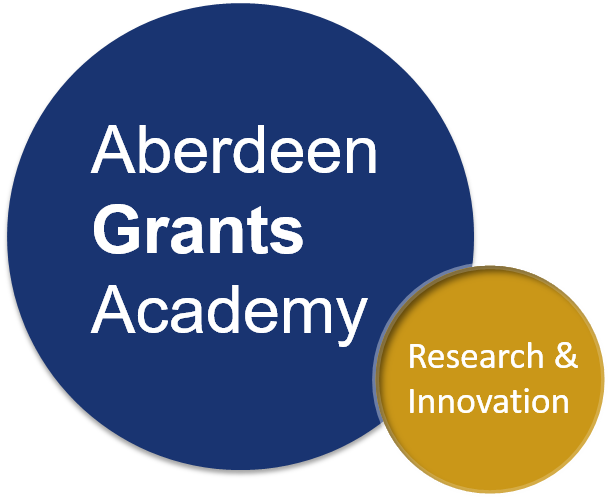 Aberdeen
Grants
Academy
Research &
Innovation